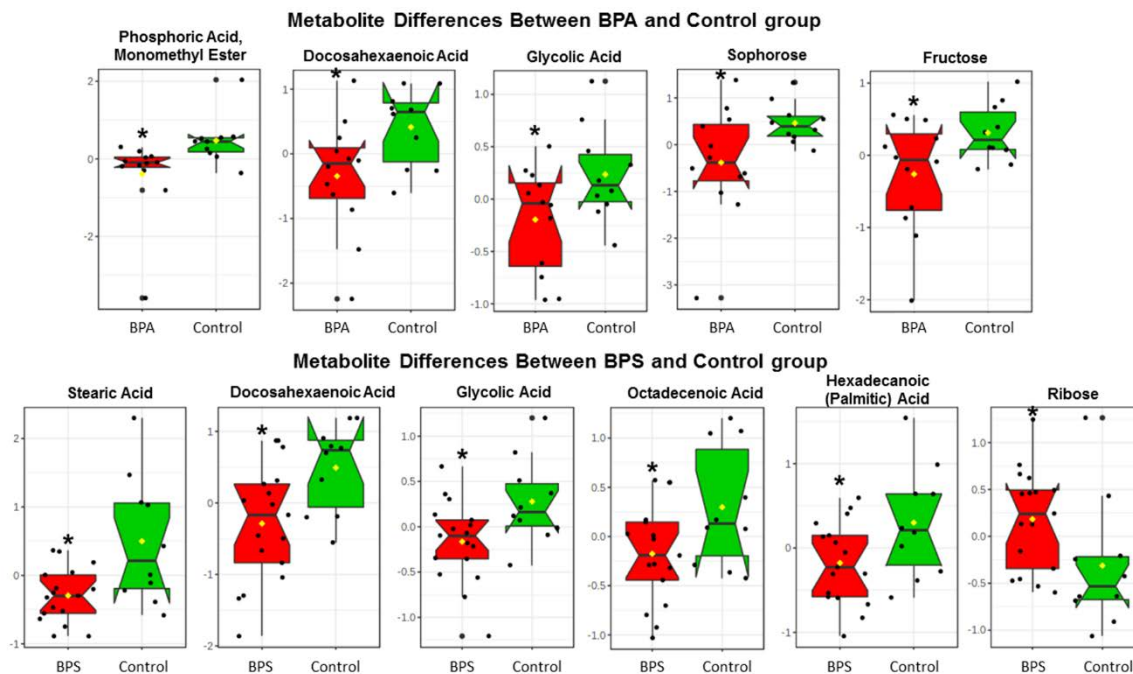 Metabolite Differences Between BPA and Control group
Phosphoric Acid,
Monomethyl Ester
2
0
-2
*
BPA Control
Docosahexaenoic Acid
1
0
-1
-2
*
BPA Control
Glycolic Acid
1.0
0.5
0.0
-0.5
-1.0
*
BPA Control
Sophorose
1
0
-1
-2
-3
*
BPA Control
Fructose
1
0
-1
-2
*
BPA Control
Metabolite Differences Between BPS and Control group
Stearic Acid
2
1
0
-1
*
BPS Control
Docosahexaenoic Acid
1
0
-1
-2
*
BPS Control
Glycolic Acid
1.0
0.5
0.0
-0.5
-1.0
*
BPS Control
Octadecenoic Acid
1.0
0.5
0.0
-0.5
-1.0
*
BPS Control
Hexadecanoic
(Palmitic) Acid
1
0
-1
*
BPS Control
Ribose
1.0
0.5
0.0
-0.5
-1.0
*
BPS Control